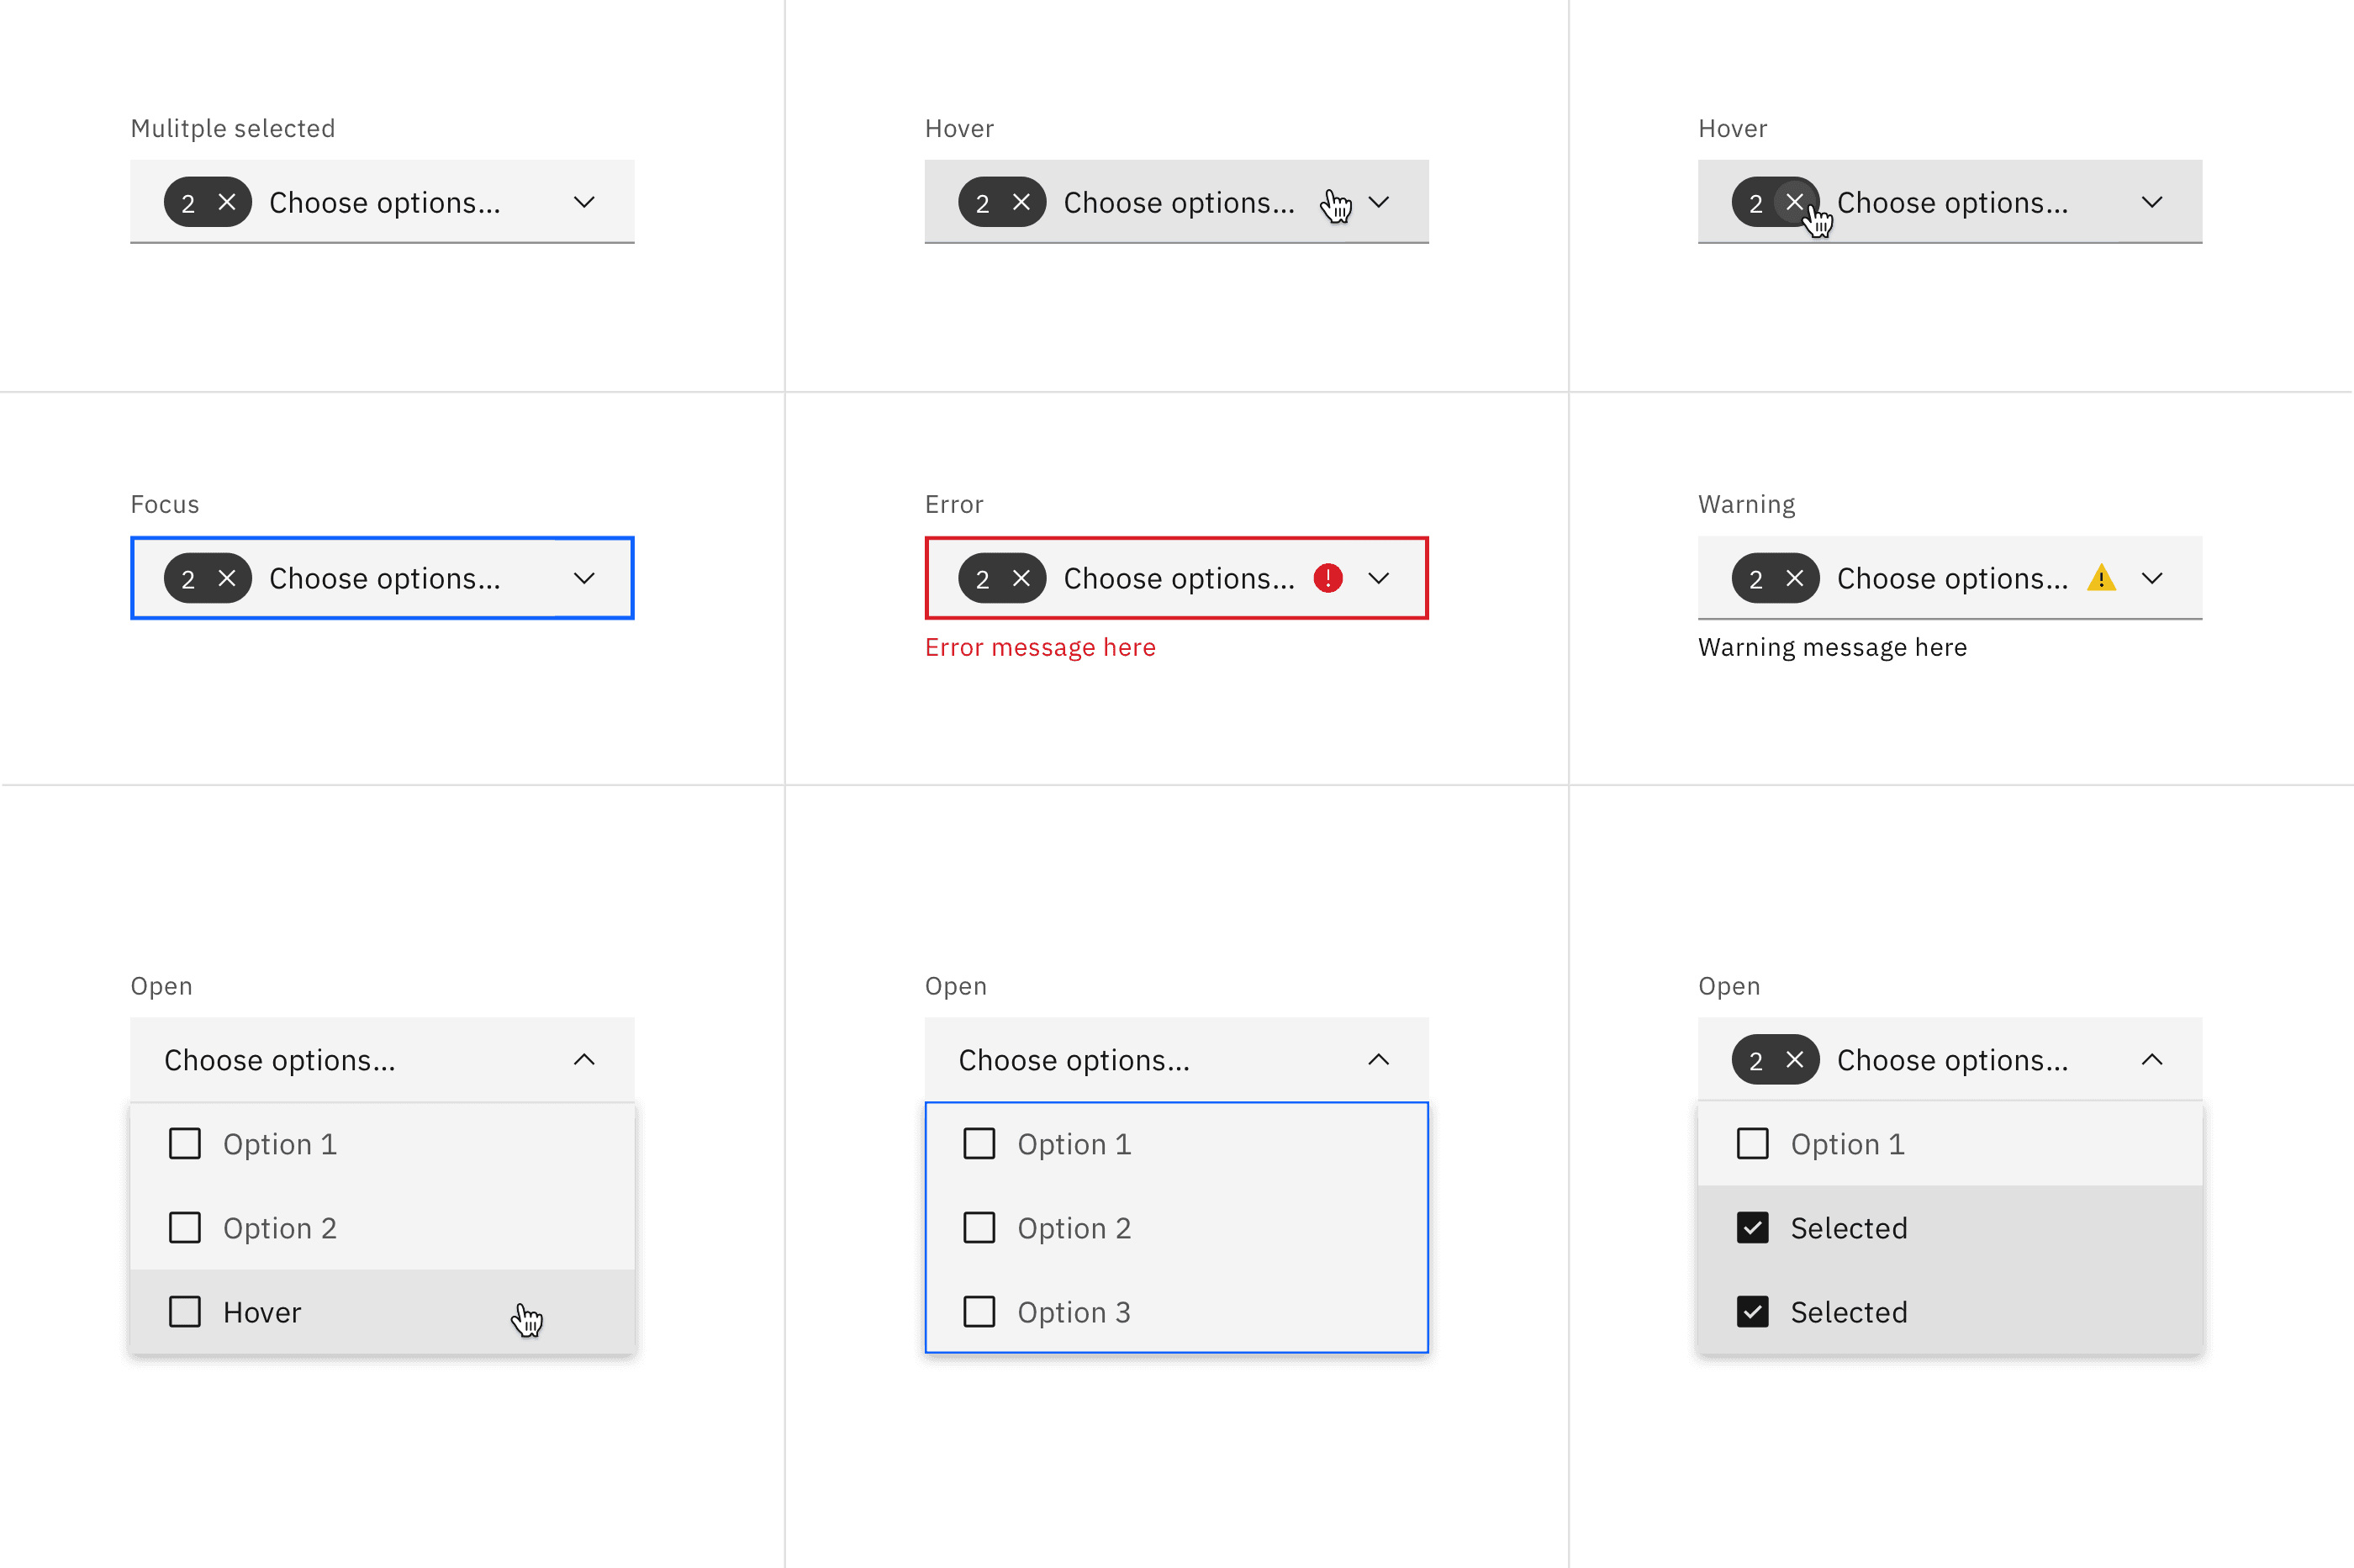 Mulitple selected
2 Choose options...
Hover
2 Choose options...
Hover
2 Choose options...
Focus
2 Choose options...
Error
2 Choose options...
Error message here
Warning
2 Choose options...
Warning message here
Open
Choose options...
Option 1
Option 2
Hover
Open
Choose options...
Option 1
Option 2
Option 3
Open
2 Choose options...
Option 1
Selected
Selected